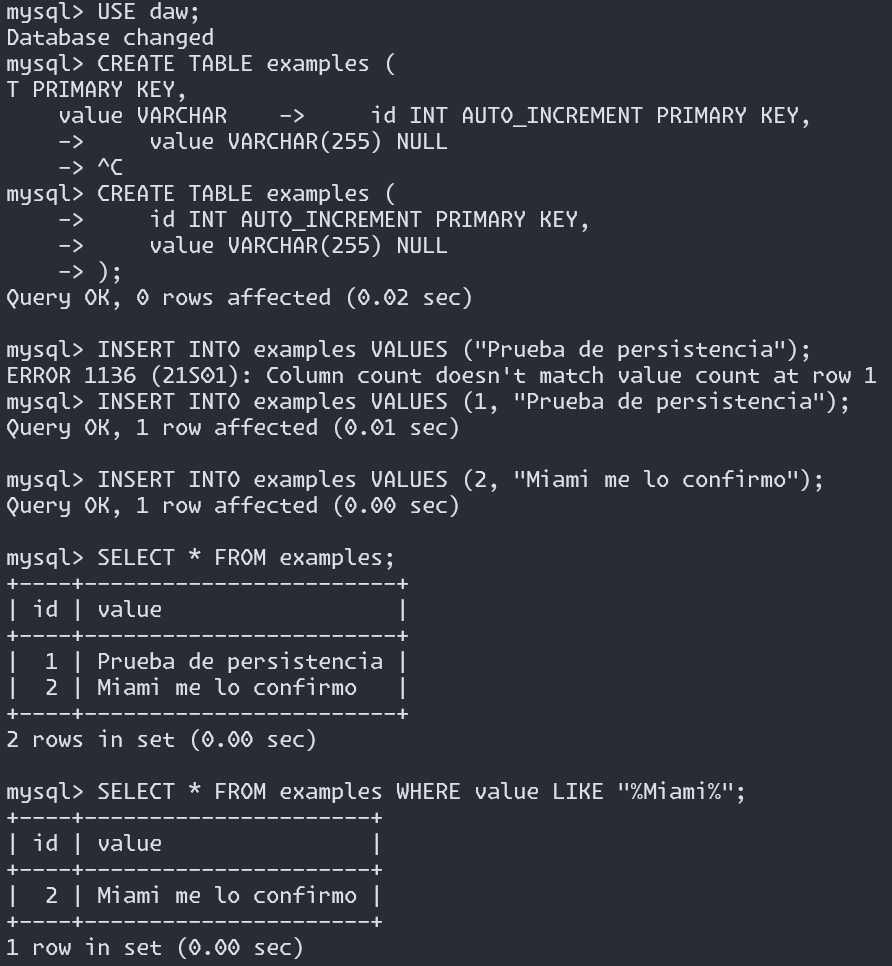 mysql> USE daw;
Database changed
mysql> CREATE TABLE examples (
T PRIMARY KEY,
    value VARCHAR    ->     id INT AUTO_INCREMENT PRIMARY KEY,
    ->     value VARCHAR(255) NULL
    -> ^C
mysql> CREATE TABLE examples (
    ->     id INT AUTO_INCREMENT PRIMARY KEY,
    ->     value VARCHAR(255) NULL
    -> );
Query OK, 0 rows affected (0.02 sec)

mysql> INSERT INTO examples VALUES ("Prueba de persistencia");
ERROR 1136 (21S01): Column count doesn't match value count at row 1
mysql> INSERT INTO examples VALUES (1, "Prueba de persistencia");
Query OK, 1 row affected (0.01 sec)

mysql> INSERT INTO examples VALUES (2, "Miami me lo confirmo");
Query OK, 1 row affected (0.00 sec)

mysql> SELECT * FROM examples;
+----+------------------------+
| id | value                  |
+----+------------------------+
|  1 | Prueba de persistencia |
|  2 | Miami me lo confirmo   |
+----+------------------------+
2 rows in set (0.00 sec)

mysql> SELECT * FROM examples WHERE value LIKE "%Miami%";
+----+----------------------+
| id | value                |
+----+----------------------+
|  2 | Miami me lo confirmo |
+----+----------------------+
1 row in set (0.00 sec)